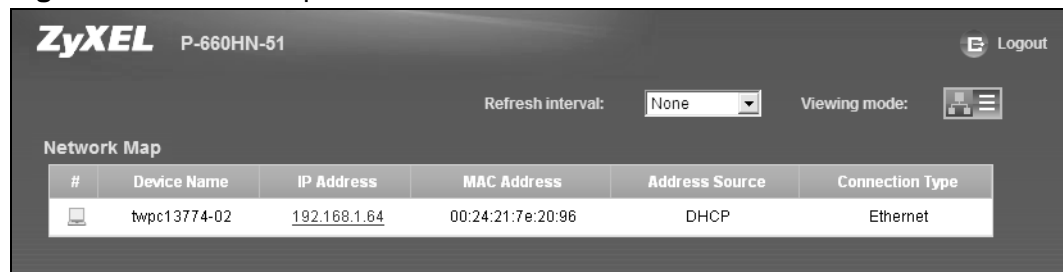 ZyXEL P-660HN-51 Logout
Refresh interval: None Viewing mode:
Network Map
# Device Name IP Address MAC Address Address Source Connection Type
twpc13774-02 192.168.1.64 00:24:21:7e:20:96 DHCP Ethernet